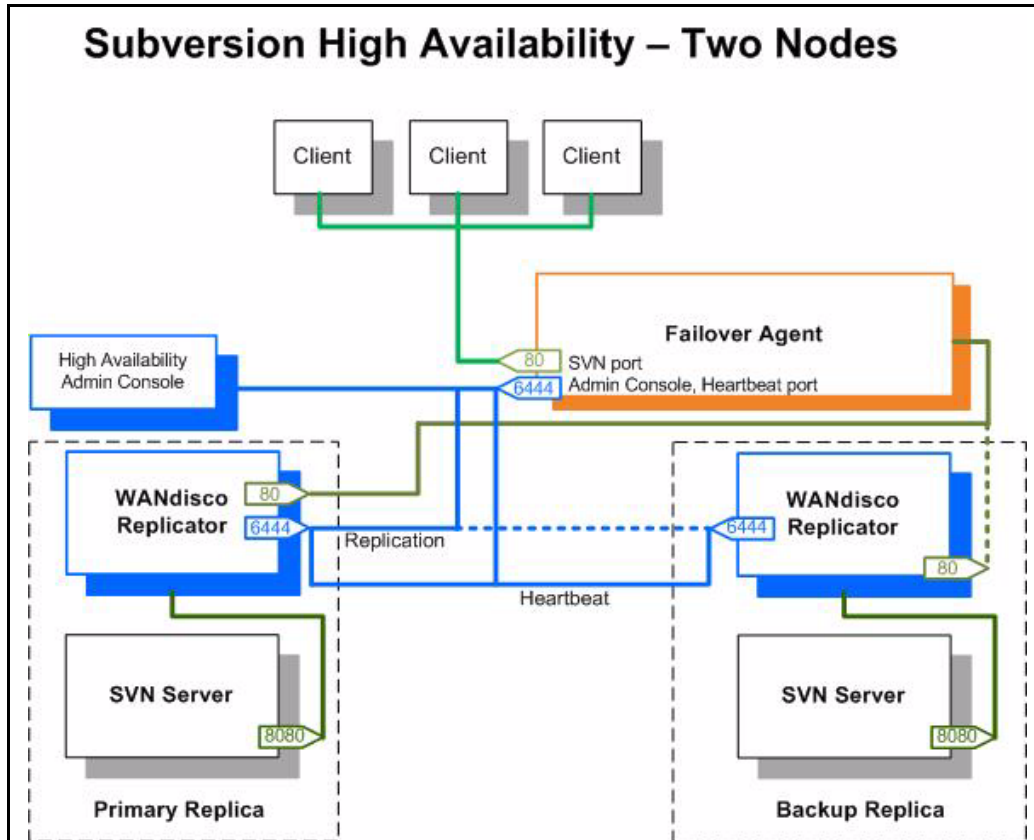 Subversion High Availability – Two Nodes
Client
Client
Client
Failover Agent
80
SVN port
6444
Admin Console, Heartbeat port
High Availability
Admin Console
WANdisco
Replicator
80
6444
Replication
Heartbeat
6444
WANdisco
Replicator
80
SVN Server
8080
SVN Server
8080
Primary Replica
Backup Replica